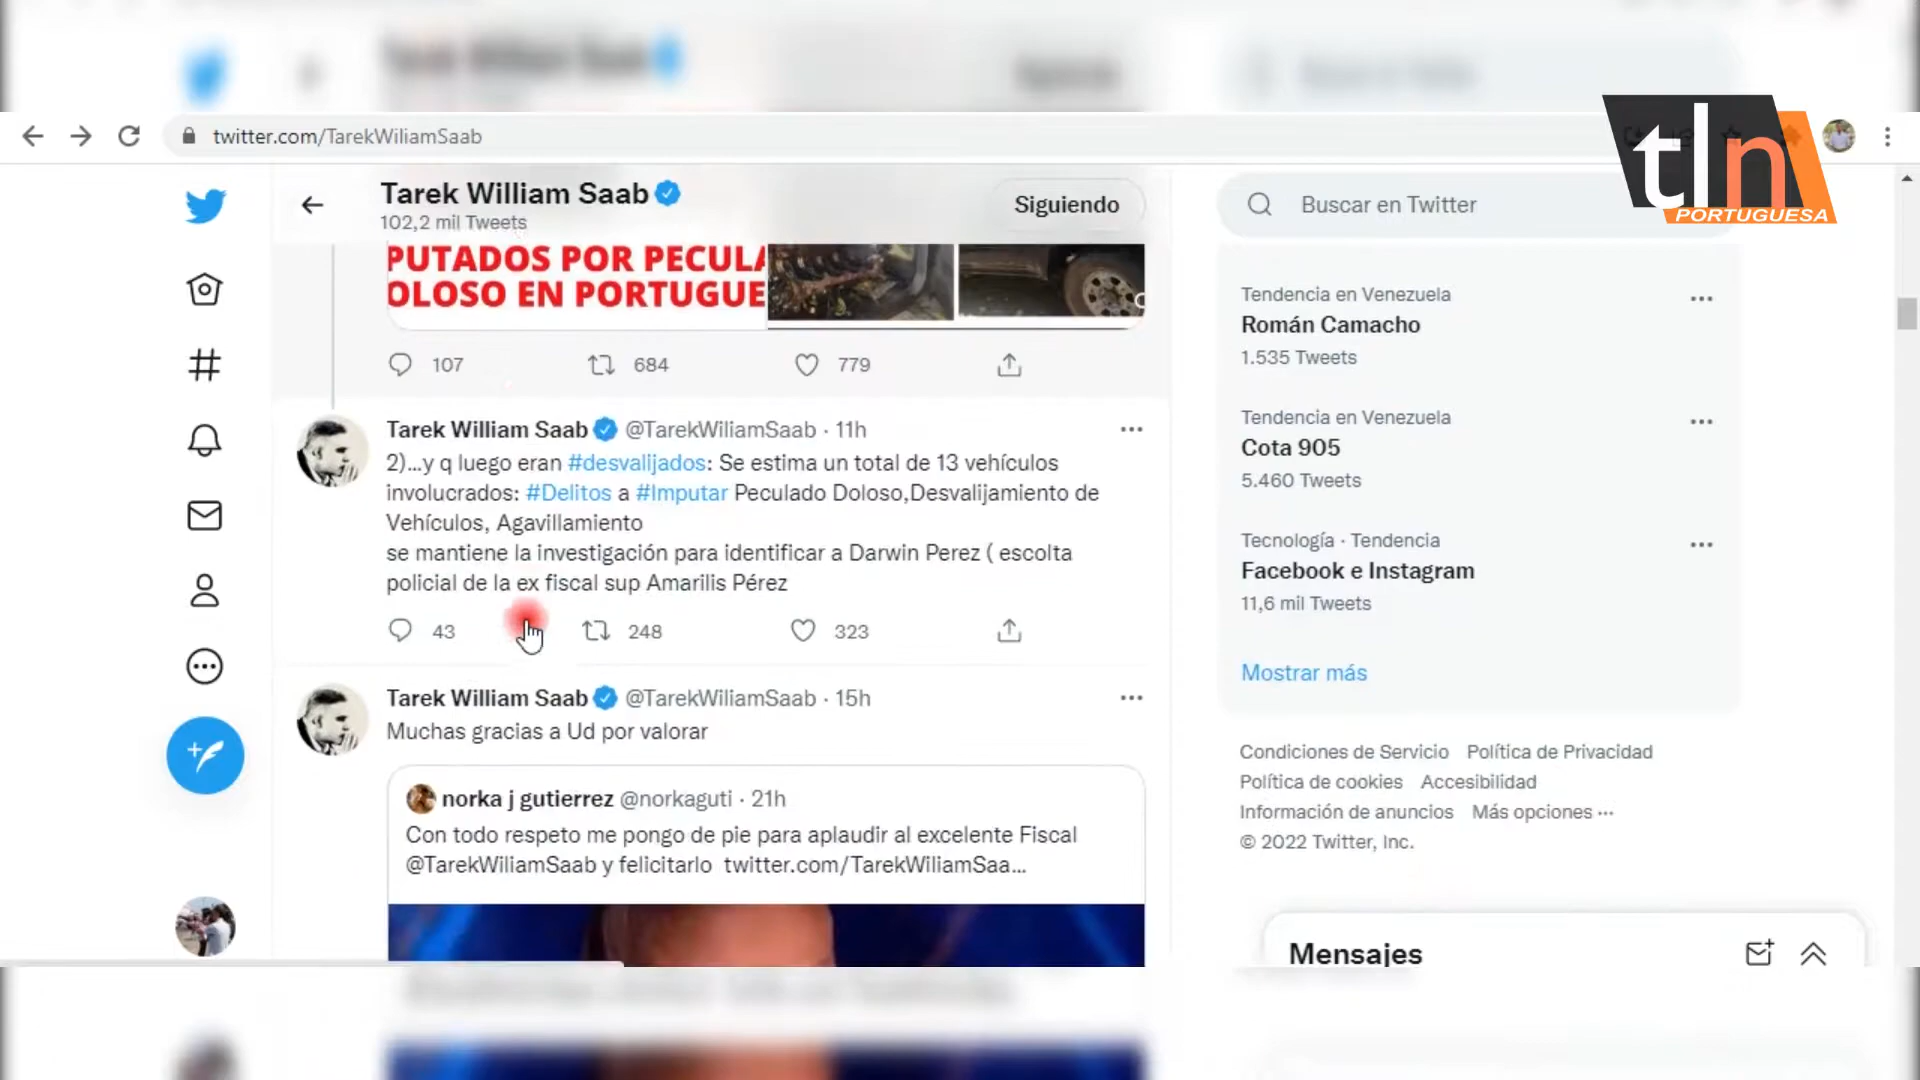 twitter.com/TarekWiliamSaab
tln
PORTUGUESA
Tarek William Saab
102,2 mil Tweets
Siguiendo
Buscar en Twitter
PUTADOS POR PECULA
OLOSO EN PORTUGUE
107 684 779
Tarek William Saab @TarekWiliamSaab · 11h
2)...y q luego eran #desvalijados: Se estima un total de 13 vehículos
involucrados: #Delitos a #Imputar Peculado Doloso,Desvalijamiento de
Vehículos, Agavillamiento
se mantiene la investigación para identificar a Darwin Perez ( escolta
policial de la ex fiscal sup Amarilis Pérez
43 248 323
Tarek William Saab @TarekWiliamSaab · 15h
Muchas gracias a Ud por valorar
norka j gutierrez @norkaguti · 21h
Con todo respeto me pongo de pie para aplaudir al excelente Fiscal
@TarekWiliamSaab y felicitarlo twitter.com/TarekWiliamSaa...
Tendencia en Venezuela
Román Camacho
1.535 Tweets
Tendencia en Venezuela
Cota 905
5.460 Tweets
Tecnología · Tendencia
Facebook e Instagram
11,6 mil Tweets
Mostrar más
Condiciones de Servicio Política de Privacidad
Política de cookies Accesibilidad
Información de anuncios Más opciones ···
© 2022 Twitter, Inc.
Mensajes